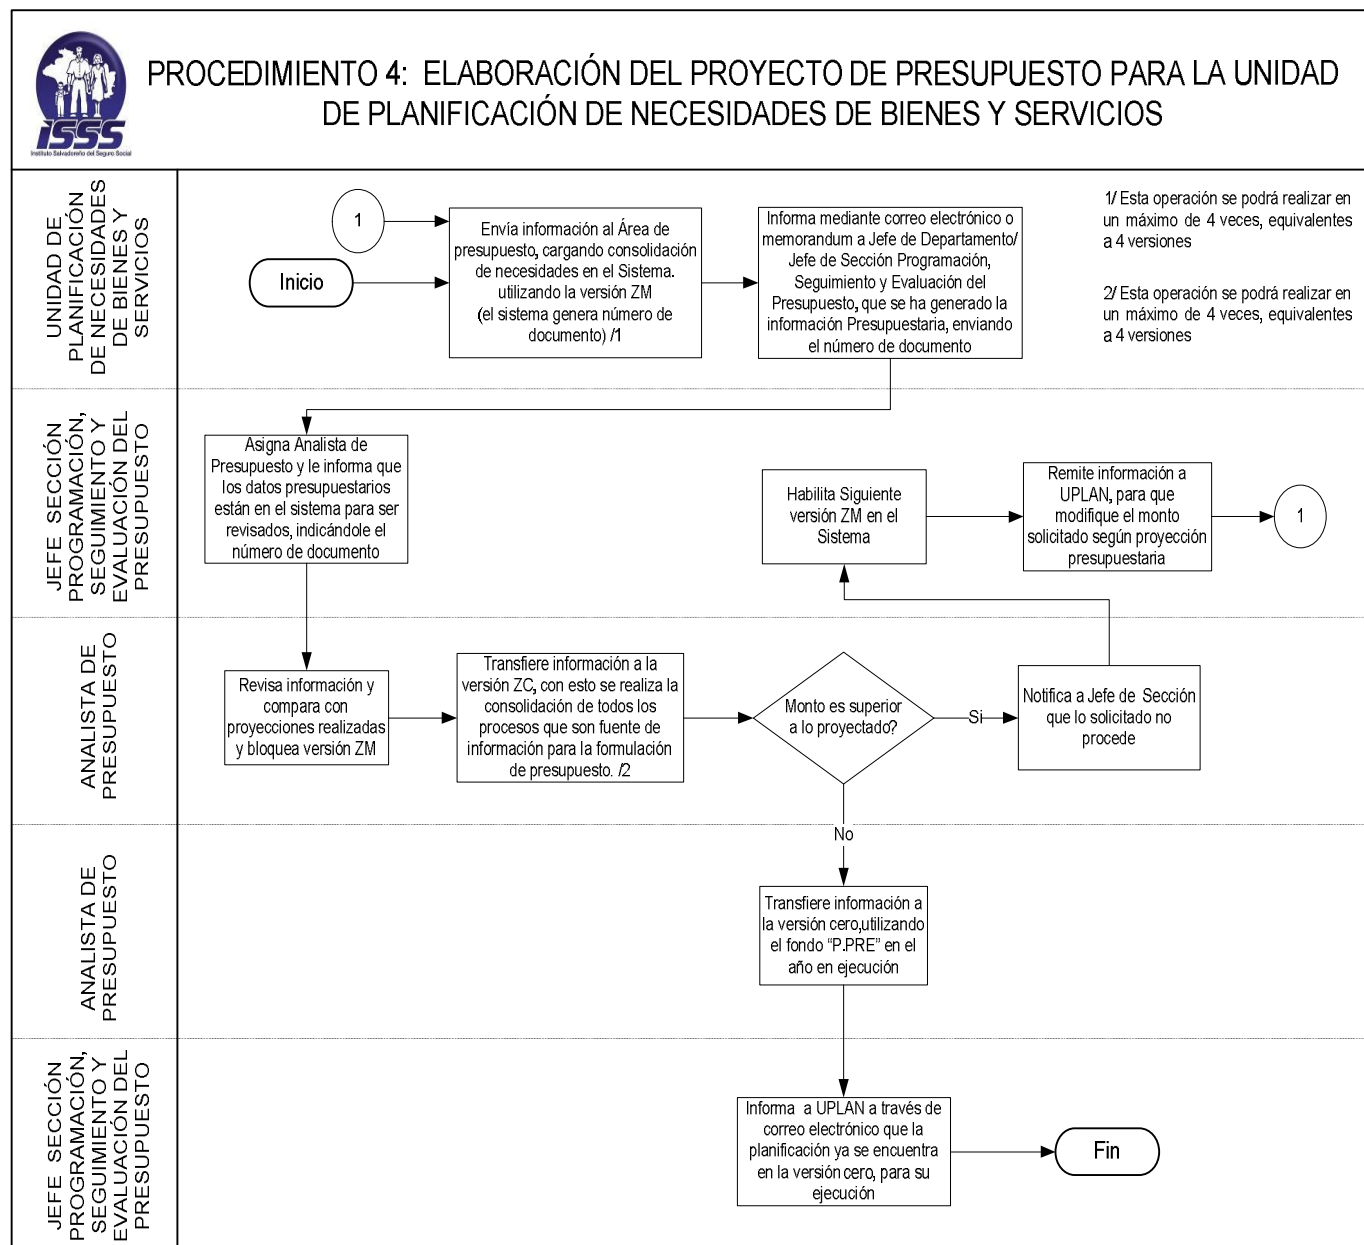 ISSS
Instituto Salvadoreño del Seguro Social
PROCEDIMIENTO 4: ELABORACIÓN DEL PROYECTO DE PRESUPUESTO PARA LA UNIDAD
DE PLANIFICACIÓN DE NECESIDADES DE BIENES Y SERVICIOS
UNIDAD DE
PLANIFICACIÓN
DE NECESIDADES
DE BIENES Y
SERVICIOS
1
Inicio
Envía información al Área de
presupuesto, cargando consolidación
de necesidades en el Sistema.
utilizando la versión ZM
(el sistema genera número de
documento) /1
Informa mediante correo electrónico o
memorandum a Jefe de Departamento/
Jefe de Sección Programación,
Seguimiento y Evaluación del
Presupuesto, que se ha generado la
información Presupuestaria, enviando
el número de documento
1/ Esta operación se podrá realizar en
un máximo de 4 veces, equivalentes
a 4 versiones
2/ Esta operación se podrá realizar en
un máximo de 4 veces, equivalentes
a 4 versiones
JEFE SECCIÓN
PROGRAMACIÓN,
SEGUIMIENTO Y
EVALUACIÓN DEL
PRESUPUESTO
Asigna Analista de
Presupuesto y le informa que
los datos presupuestarios
están en el sistema para ser
revisados, indicándole el
número de documento
Habilita Siguiente
versión ZM en el
Sistema
Remite información a
UPLAN, para que
modifique el monto
solicitado según proyección
presupuestaria
1
ANALISTA DE
PRESUPUESTO
Revisa información y
compara con
proyecciones realizadas
y bloquea versión ZM
Transfiere información a la
versión ZC, con esto se realiza la
consolidación de todos los
procesos que son fuente de
información para la formulación
de presupuesto. /2
Monto es superior
a lo proyectado?
Si
Notifica a Jefe de Sección
que lo solicitado no
procede
No
ANALISTA DE
PRESUPUESTO
Transfiere información a
la versión cero,utilizando
el fondo “P.PRE” en el
año en ejecución
JEFE SECCIÓN
PROGRAMACIÓN,
SEGUIMIENTO Y
EVALUACIÓN DEL
PRESUPUESTO
Informa a UPLAN a través de
correo electrónico que la
planificación ya se encuentra
en la versión cero, para su
ejecución
Fin